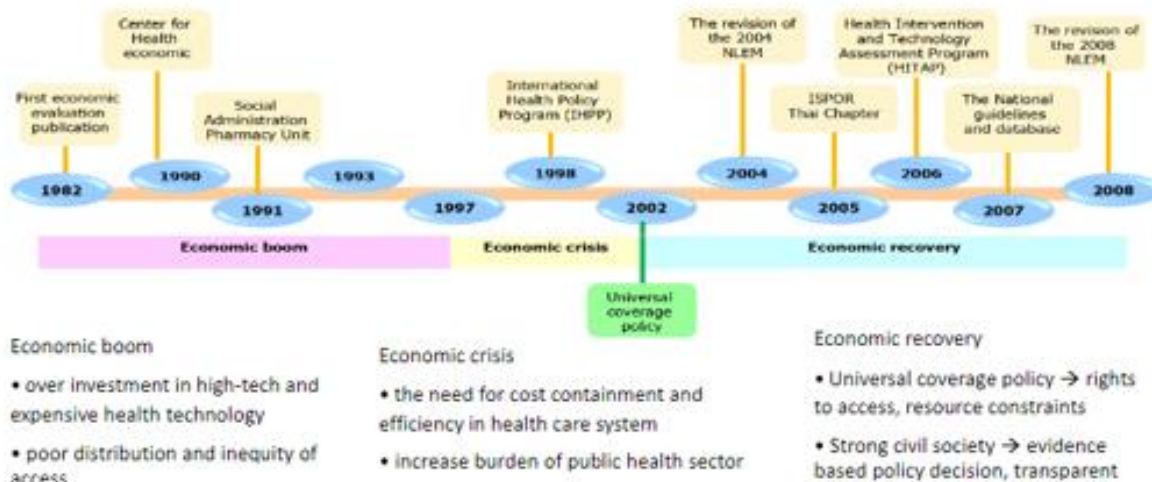 Center for
Health
economic
The revision of
the 2004
NLEM
Health Intervention
and Technology
Assessment Program
(HITAP)
The revision of
the 2008
NLEM
First economic
evaluation
publication
Social
Administration
Pharmacy Unit
International
Health Policy
Program (IHPP)
ISPOR
Thai Chapter
The National
guidelines
and database
1982
1990
1991
1993
1997
1998
2002
2004
2005
2006
2007
2008
Economic boom
Economic crisis
Economic recovery
Universal
coverage
policy
Economic boom
• over investment in high-tech and
expensive health technology
• poor distribution and inequity of
access
Economic crisis
• the need for cost containment and
efficiency in health care system
• increase burden of public health sector
Economic recovery
• Universal coverage policy → rights
to access, resource constraints
• Strong civil society → evidence
based policy decision, transparent